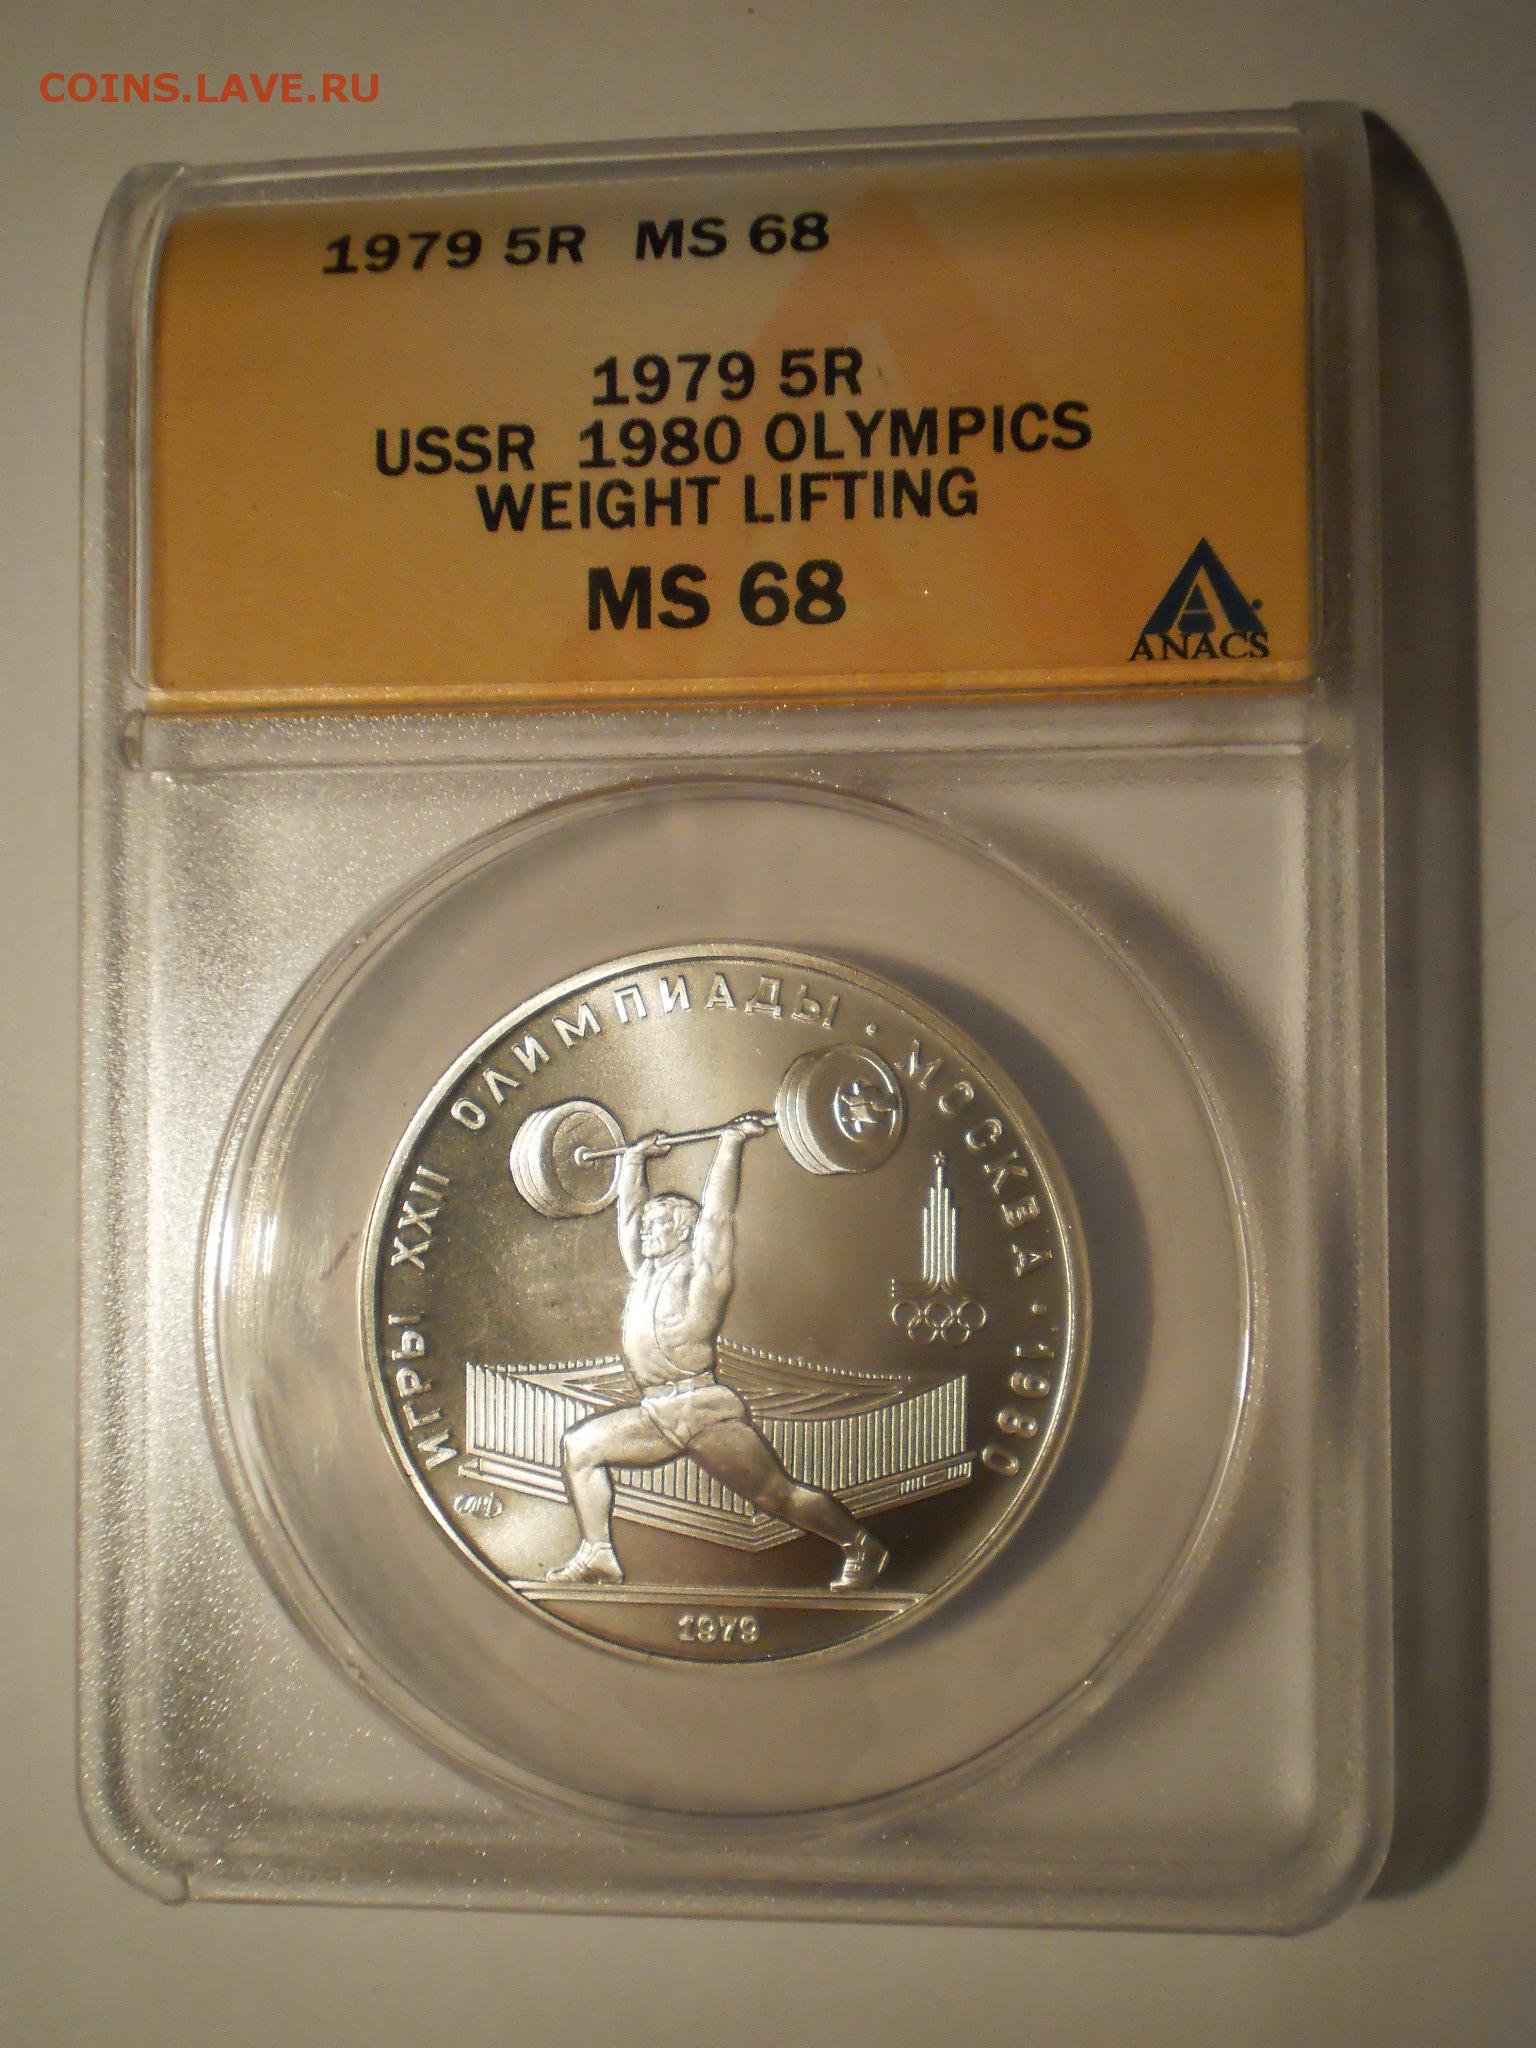 COINS.LAVE.RU
1979 5R MS 68
1979 5R
USSR 1980 OLYMPICS
WEIGHT LIFTING
MS 68
ANACS
ИГРЫ XXII ОЛИМПИАДЫ · МОСКВА · 1980
1979